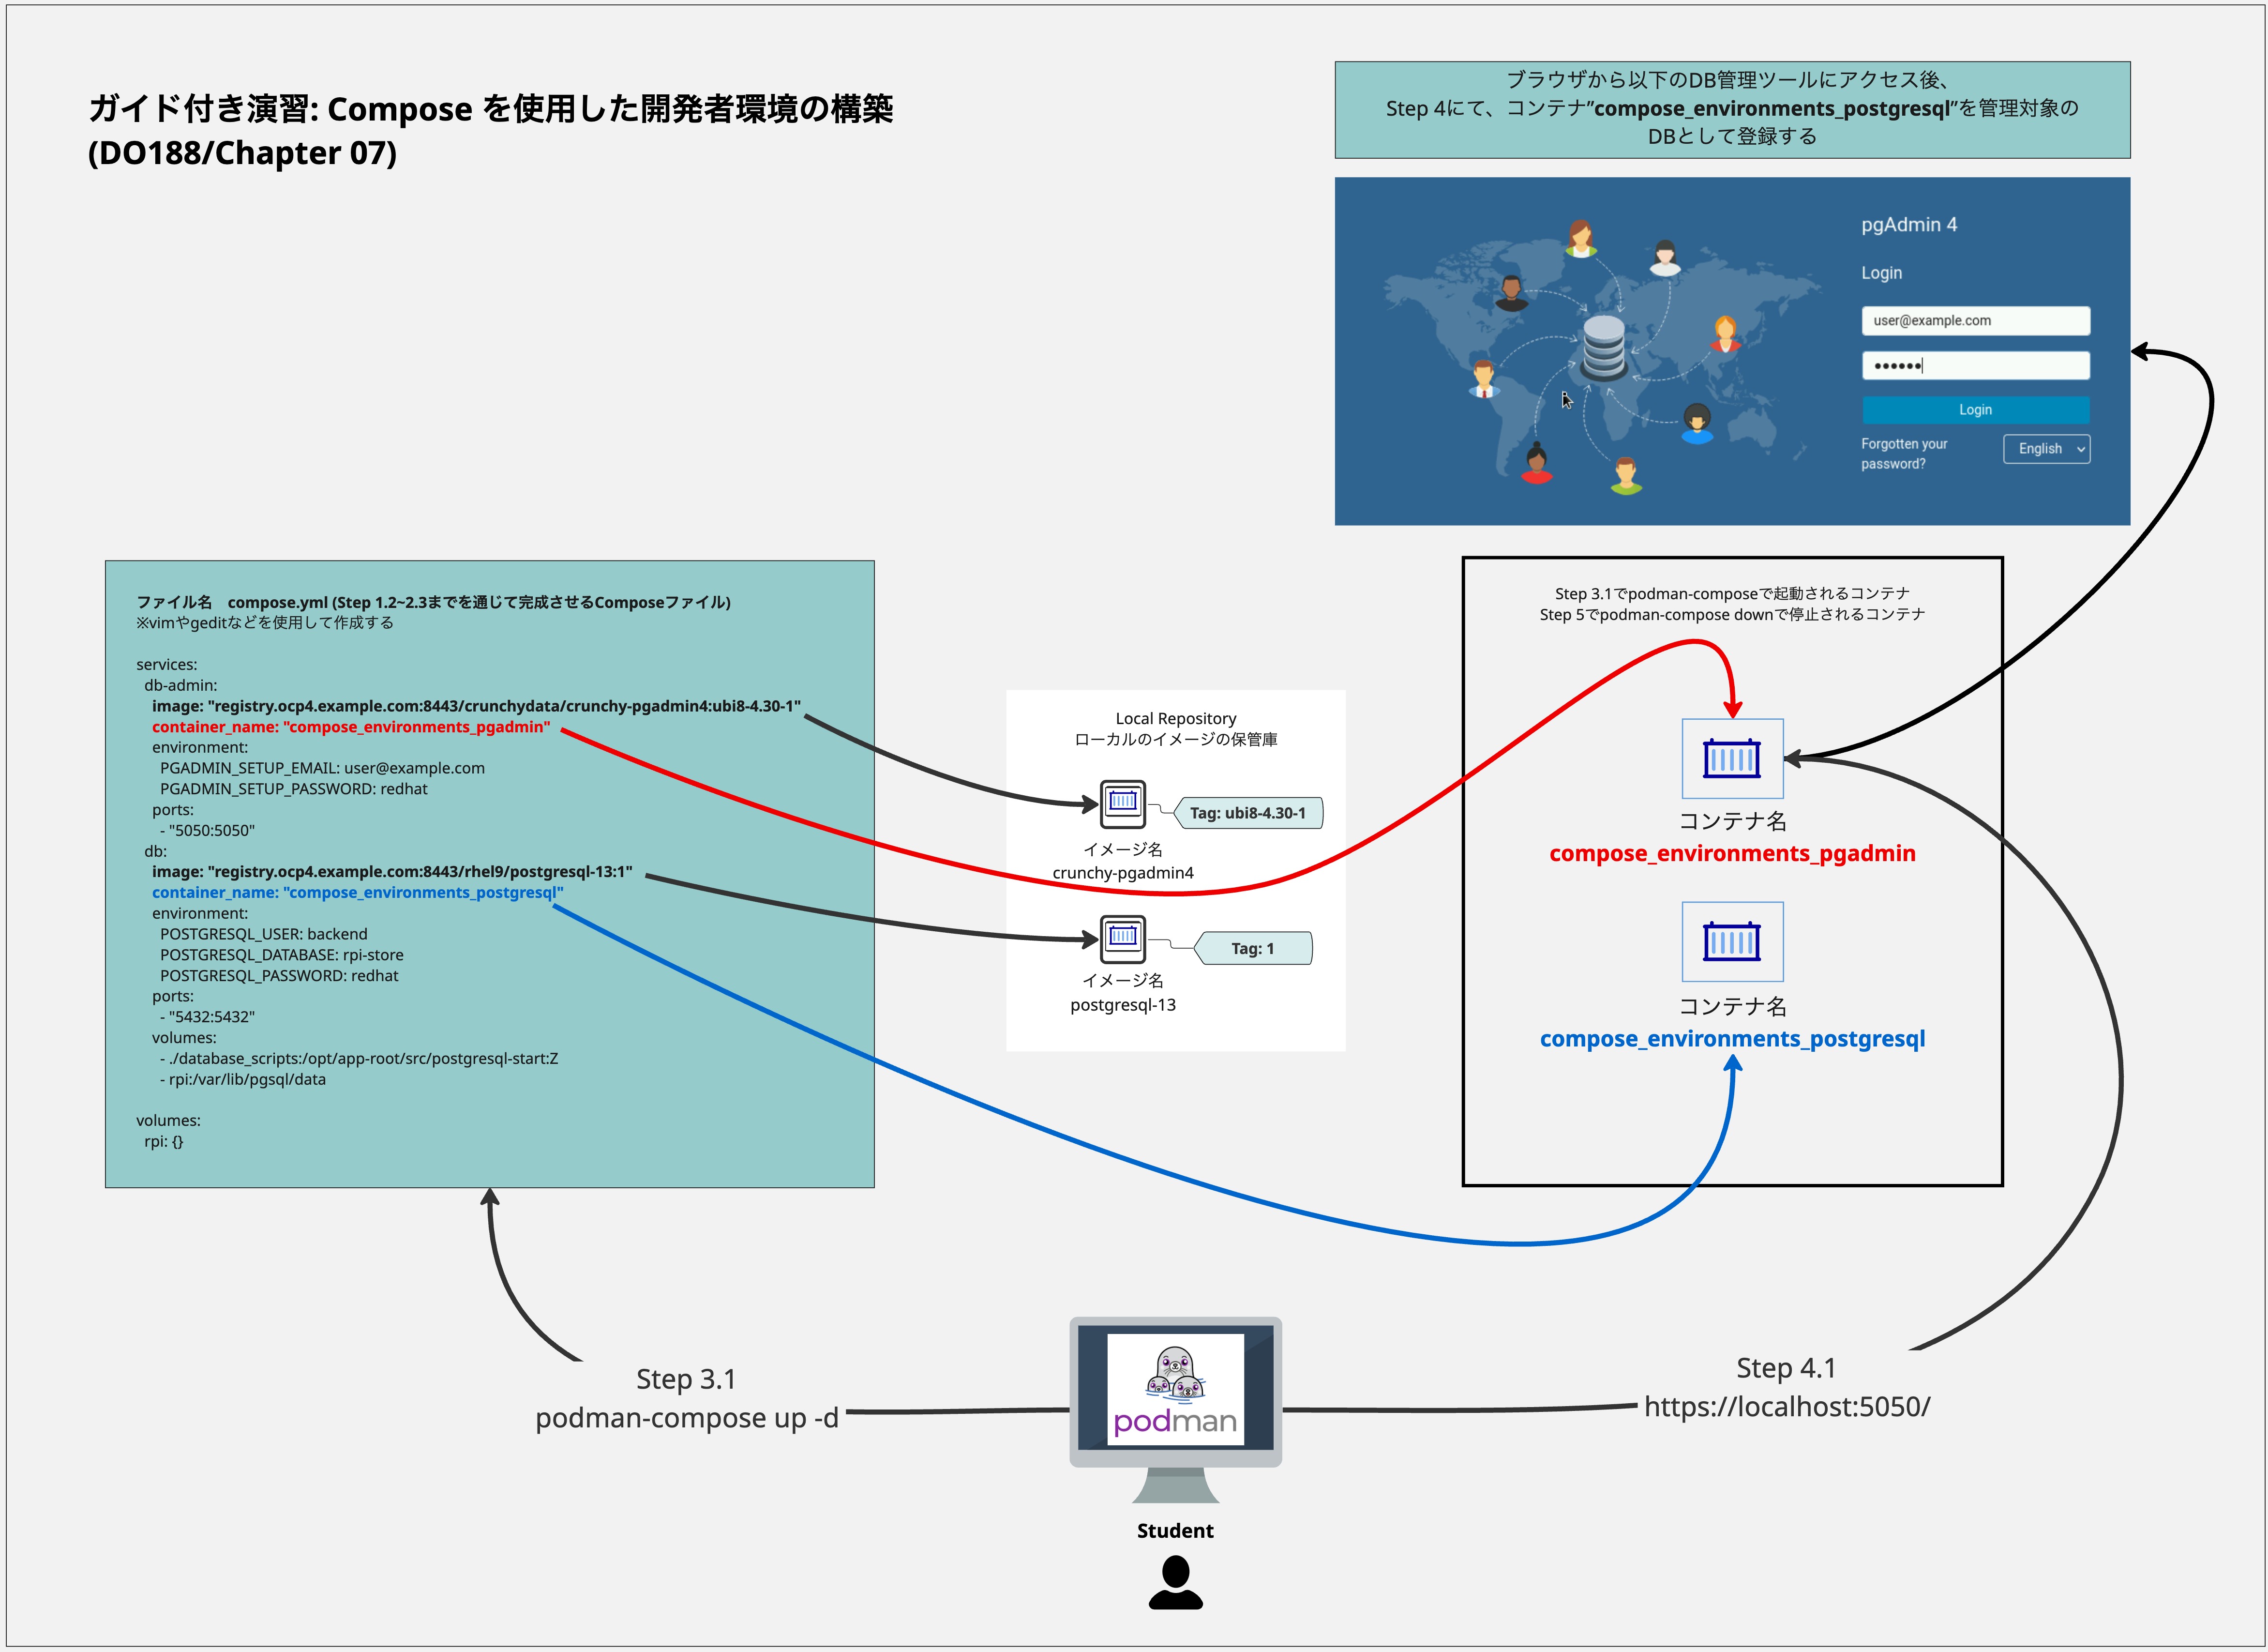 ガイド付き演習: Compose を使用した開発者環境の構築
(DO188/Chapter 07)
ブラウザから以下のDB管理ツールにアクセス後、
Step 4にて、コンテナ”compose_environments_postgresql”を管理対象の
DBとして登録する
pgAdmin 4
Login
user@example.com
••••••
Login
Forgotten your
password?
English
ファイル名　compose.yml (Step 1.2~2.3までを通じて完成させるComposeファイル)
※vimやgeditなどを使用して作成する
services:
  db-admin:
    image: "registry.ocp4.example.com:8443/crunchydata/crunchy-pgadmin4:ubi8-4.30-1"
    container_name: "compose_environments_pgadmin"
    environment:
      PGADMIN_SETUP_EMAIL: user@example.com
      PGADMIN_SETUP_PASSWORD: redhat
    ports:
      - "5050:5050"
  db:
    image: "registry.ocp4.example.com:8443/rhel9/postgresql-13:1"
    container_name: "compose_environments_postgresql"
    environment:
      POSTGRESQL_USER: backend
      POSTGRESQL_DATABASE: rpi-store
      POSTGRESQL_PASSWORD: redhat
    ports:
      - "5432:5432"
    volumes:
      - ./database_scripts:/opt/app-root/src/postgresql-start:Z
      - rpi:/var/lib/pgsql/data
volumes:
  rpi: {}
Local Repository
ローカルのイメージの保管庫
Tag: ubi8-4.30-1
イメージ名
crunchy-pgadmin4
Tag: 1
イメージ名
postgresql-13
Step 3.1でpodman-composeで起動されるコンテナ
Step 5でpodman-compose downで停止されるコンテナ
コンテナ名
compose_environments_pgadmin
コンテナ名
compose_environments_postgresql
Step 3.1
podman-compose up -d
podman
Step 4.1
https://localhost:5050/
Student